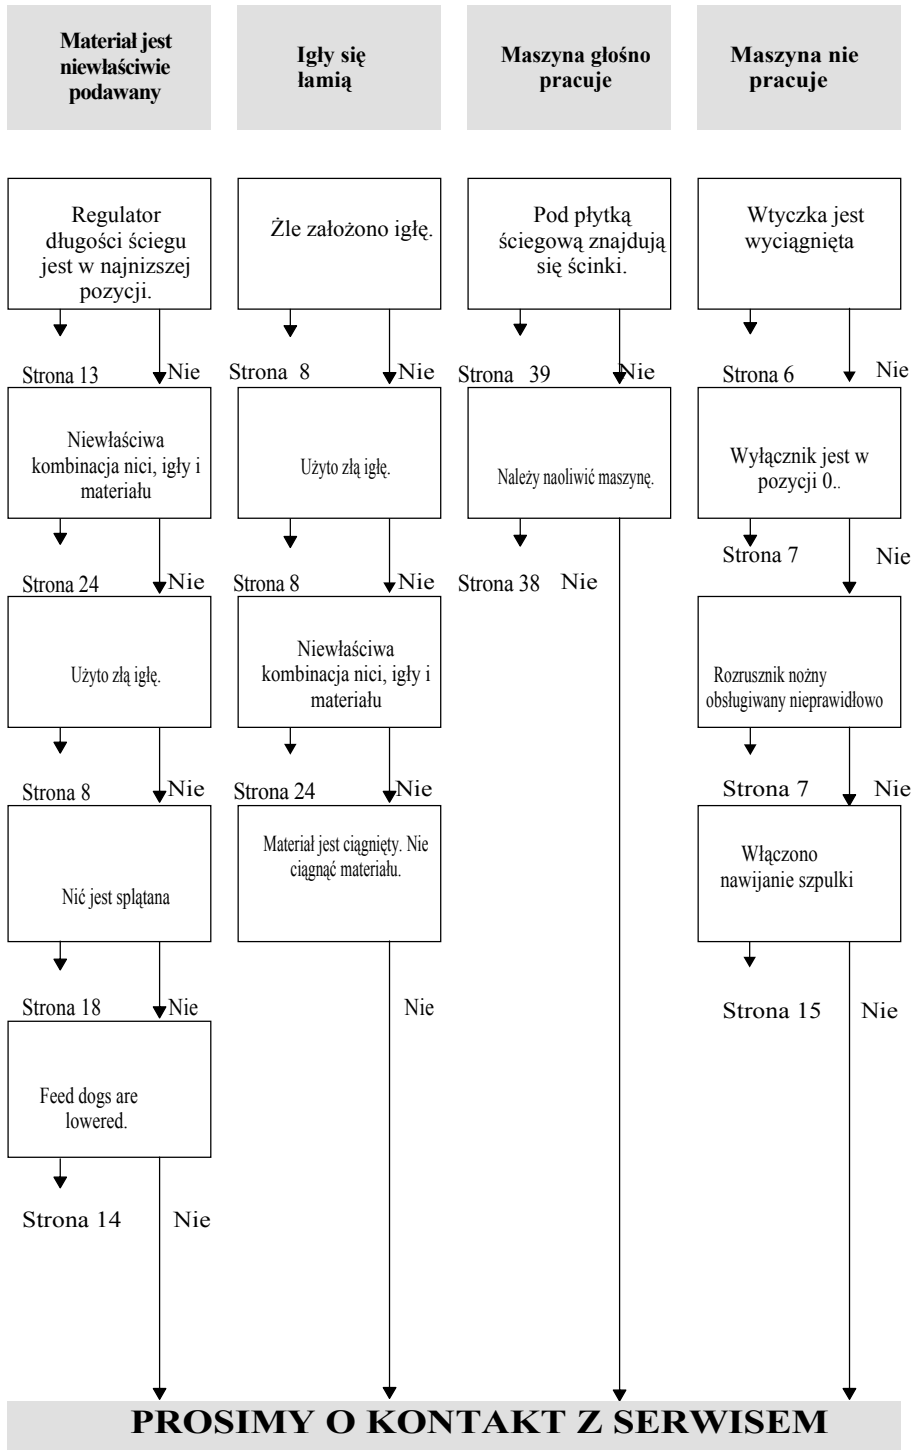 Materiał jest
niewłaściwie
podawany
Regulator
długości ściegu
jest w najnizszej
pozycji.
Strona 13
Nie
Niewłaściwa
kombinacja nici, igły i
materiału
Strona 24
Nie
Użyto złą igłę.
Strona 8
Nie
Nić jest splątana
Strona 18
Nie
Feed dogs are
lowered.
Strona 14
Nie
Igły się
łamią
Żle założono igłę.
Strona 8
Nie
Użyto złą igłę.
Strona 8
Nie
Niewłaściwa
kombinacja nici, igły i
materiału
Strona 24
Nie
Materiał jest ciągnięty. Nie
ciągnąć materiału.
Nie
Maszyna głośno
pracuje
Pod płytką
ściegową znajdują
się ścinki.
Strona 39
Nie
Należy naoliwić maszynę.
Strona 38
Nie
Maszyna nie
pracuje
Wtyczka jest
wyciągnięta
Strona 6
Nie
Wyłącznik jest w
pozycji 0..
Strona 7
Nie
Rozrusznik nożny
obsługiwany nieprawidłowo
Strona 7
Nie
Włączono
nawijanie szpulki
Strona 15
Nie
PROSIMY O KONTAKT Z SERWISEM